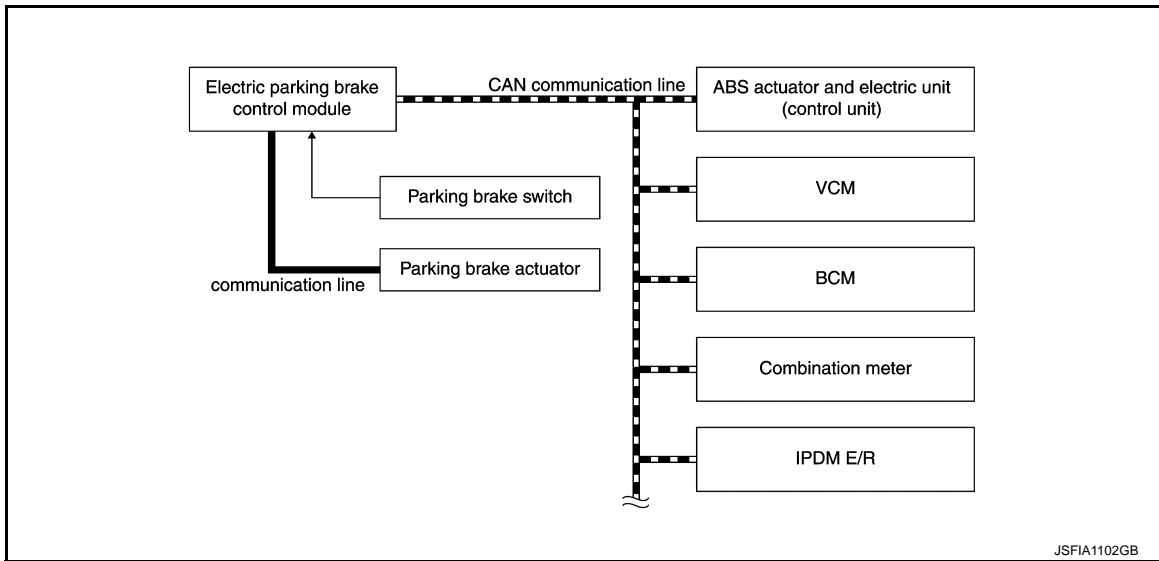 Electric parking brake
control module
CAN communication line
ABS actuator and electric unit
(control unit)
Parking brake switch
VCM
Parking brake actuator
communication line
BCM
Combination meter
IPDM E/R
JSFIA1102GB